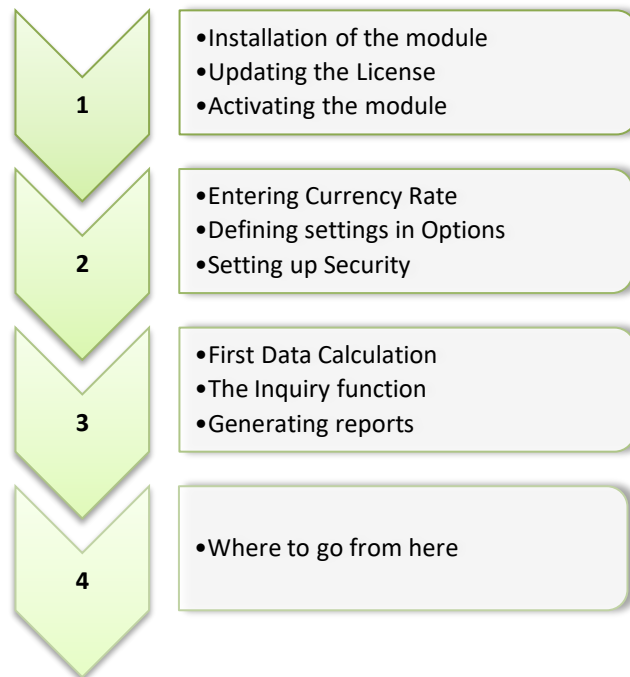 1
•Installation of the module
•Updating the License
•Activating the module
2
•Entering Currency Rate
•Defining settings in Options
•Setting up Security
3
•First Data Calculation
•The Inquiry function
•Generating reports
4
•Where to go from here